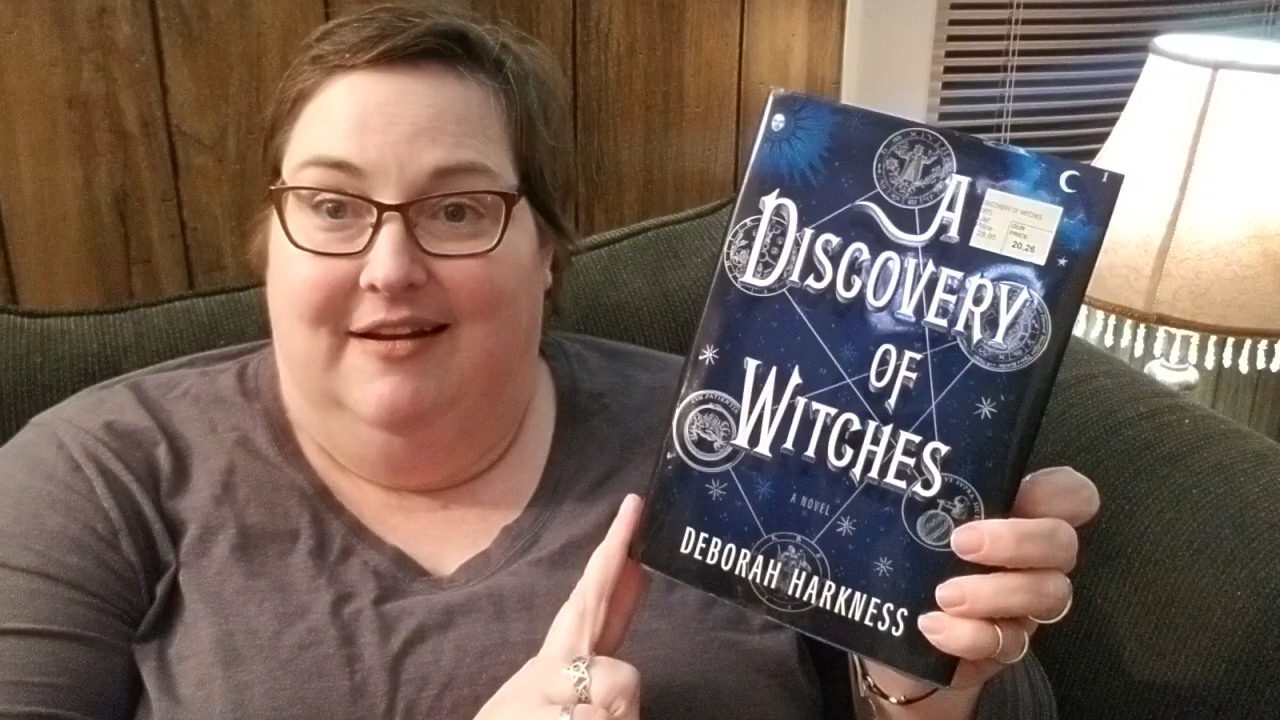 A
DISCOVERY
OF
WITCHES
A NOVEL
DEBORAH HARKNESS
DISCOVERY OF WITCHES
OUR
PRICE
20.26